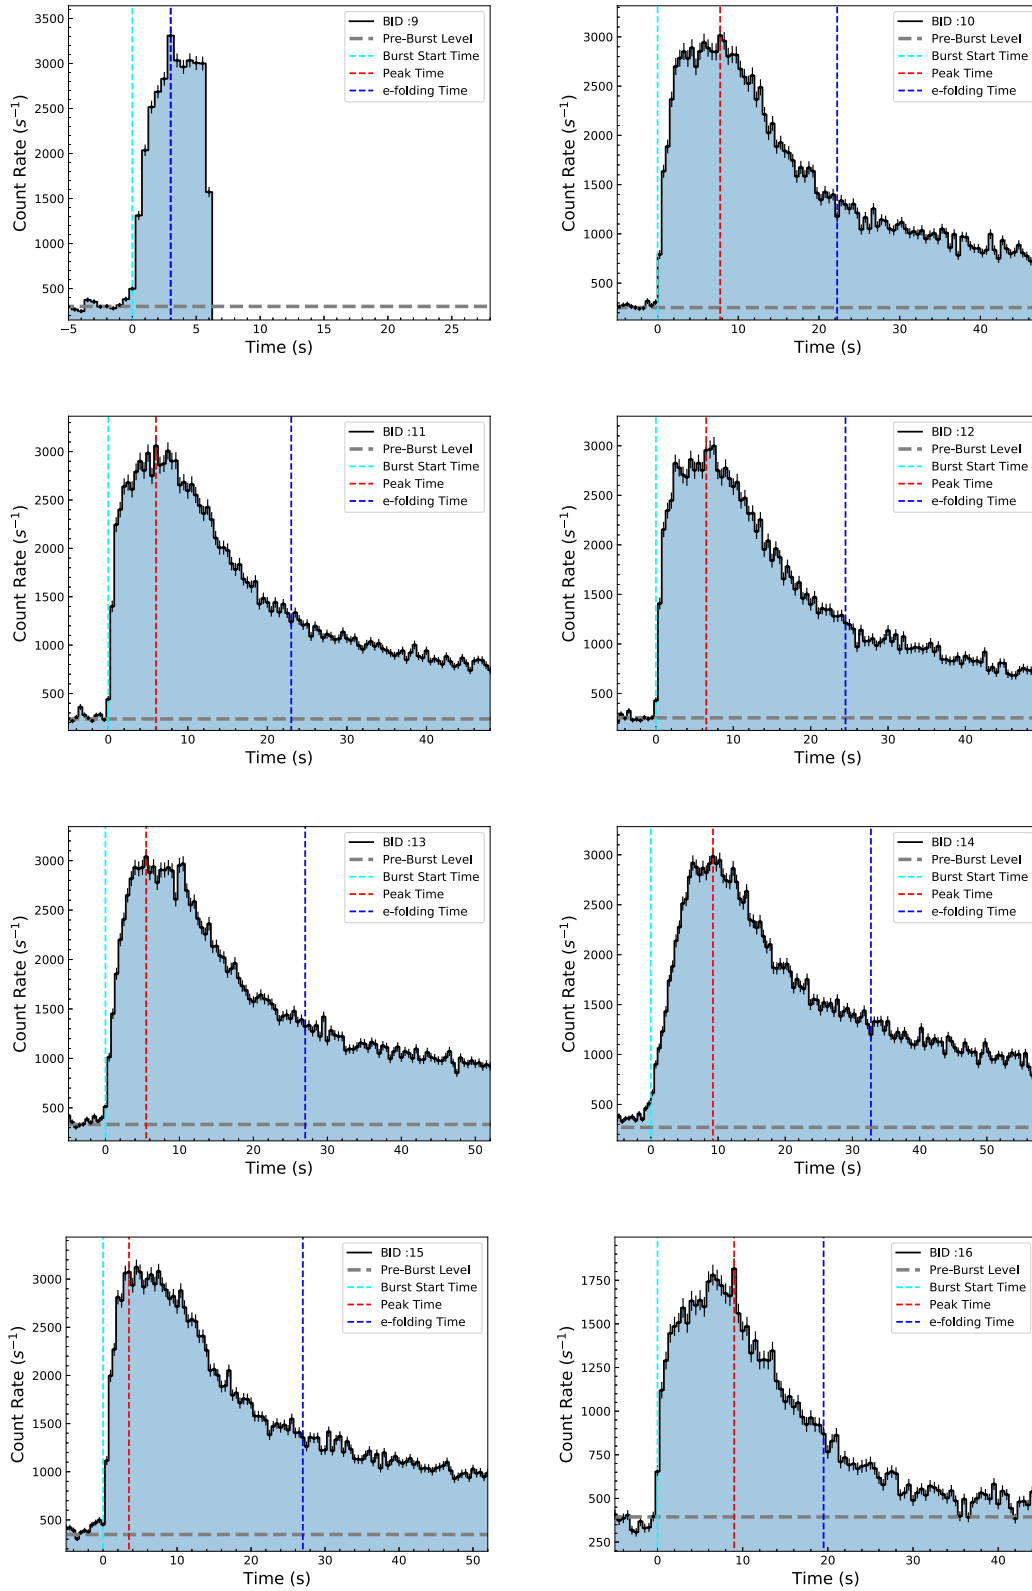 BID :9
Pre-Burst Level
Burst Start Time
Peak Time
e-folding Time
Count Rate (s⁻¹)
3500
3000
2500
2000
1500
1000
500
−5 0 5 10 15 20 25
Time (s)
BID :10
Pre-Burst Level
Burst Start Time
Peak Time
e-folding Time
Count Rate (s⁻¹)
3000
2500
2000
1500
1000
500
0 10 20 30 40
Time (s)
BID :11
Pre-Burst Level
Burst Start Time
Peak Time
e-folding Time
Count Rate (s⁻¹)
3000
2500
2000
1500
1000
500
0 10 20 30 40
Time (s)
BID :12
Pre-Burst Level
Burst Start Time
Peak Time
e-folding Time
Count Rate (s⁻¹)
3000
2500
2000
1500
1000
500
0 10 20 30 40
Time (s)
BID :13
Pre-Burst Level
Burst Start Time
Peak Time
e-folding Time
Count Rate (s⁻¹)
3000
2500
2000
1500
1000
500
0 10 20 30 40 50
Time (s)
BID :14
Pre-Burst Level
Burst Start Time
Peak Time
e-folding Time
Count Rate (s⁻¹)
3000
2500
2000
1500
1000
500
0 10 20 30 40 50
Time (s)
BID :15
Pre-Burst Level
Burst Start Time
Peak Time
e-folding Time
Count Rate (s⁻¹)
3000
2500
2000
1500
1000
500
0 10 20 30 40 50
Time (s)
BID :16
Pre-Burst Level
Burst Start Time
Peak Time
e-folding Time
Count Rate (s⁻¹)
1750
1500
1250
1000
750
500
250
0 10 20 30 40
Time (s)